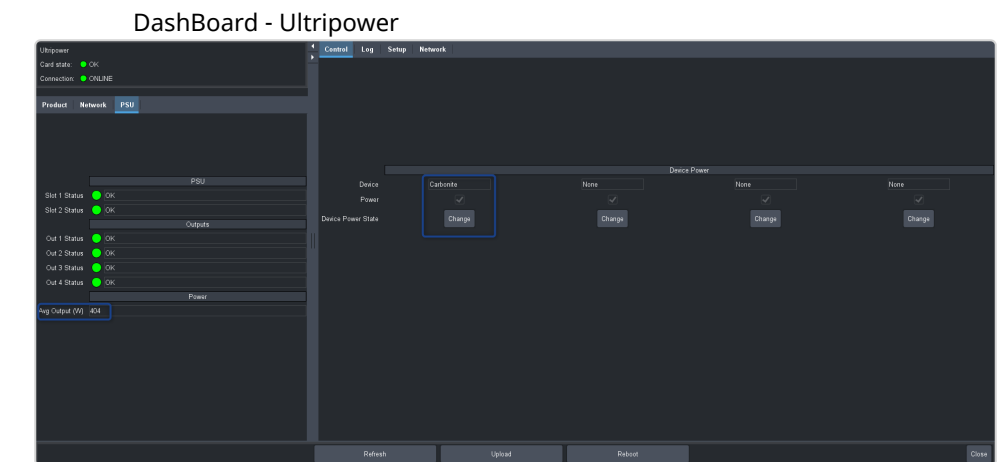 DashBoard - Ultripower
Ultripower
Card state: OK
Connection: ONLINE
Product Network PSU
PSU
Slot 1 Status OK
Slot 2 Status OK
Outputs
Out 1 Status OK
Out 2 Status OK
Out 3 Status OK
Out 4 Status OK
Power
Avg Output (W) 404
Control Log Setup Network
Device Power
Device Carbonite None None None
Power
Device Power State Change Change Change Change
Refresh Upload Reboot Close